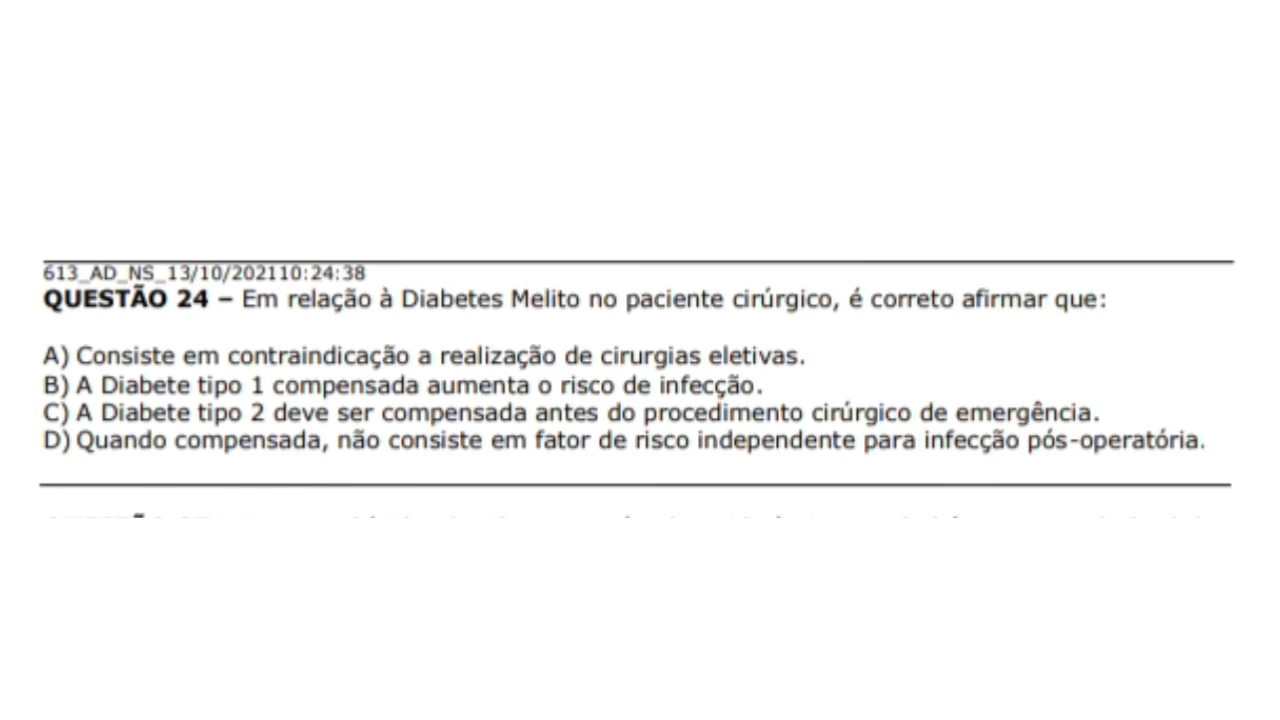 613_AD_NS_13/10/202110:24:38
QUESTÃO 24 – Em relação à Diabetes Melito no paciente cirúrgico, é correto afirmar que:
A) Consiste em contraindicação a realização de cirurgias eletivas.
B) A Diabete tipo 1 compensada aumenta o risco de infecção.
C) A Diabete tipo 2 deve ser compensada antes do procedimento cirúrgico de emergência.
D) Quando compensada, não consiste em fator de risco independente para infecção pós-operatória.